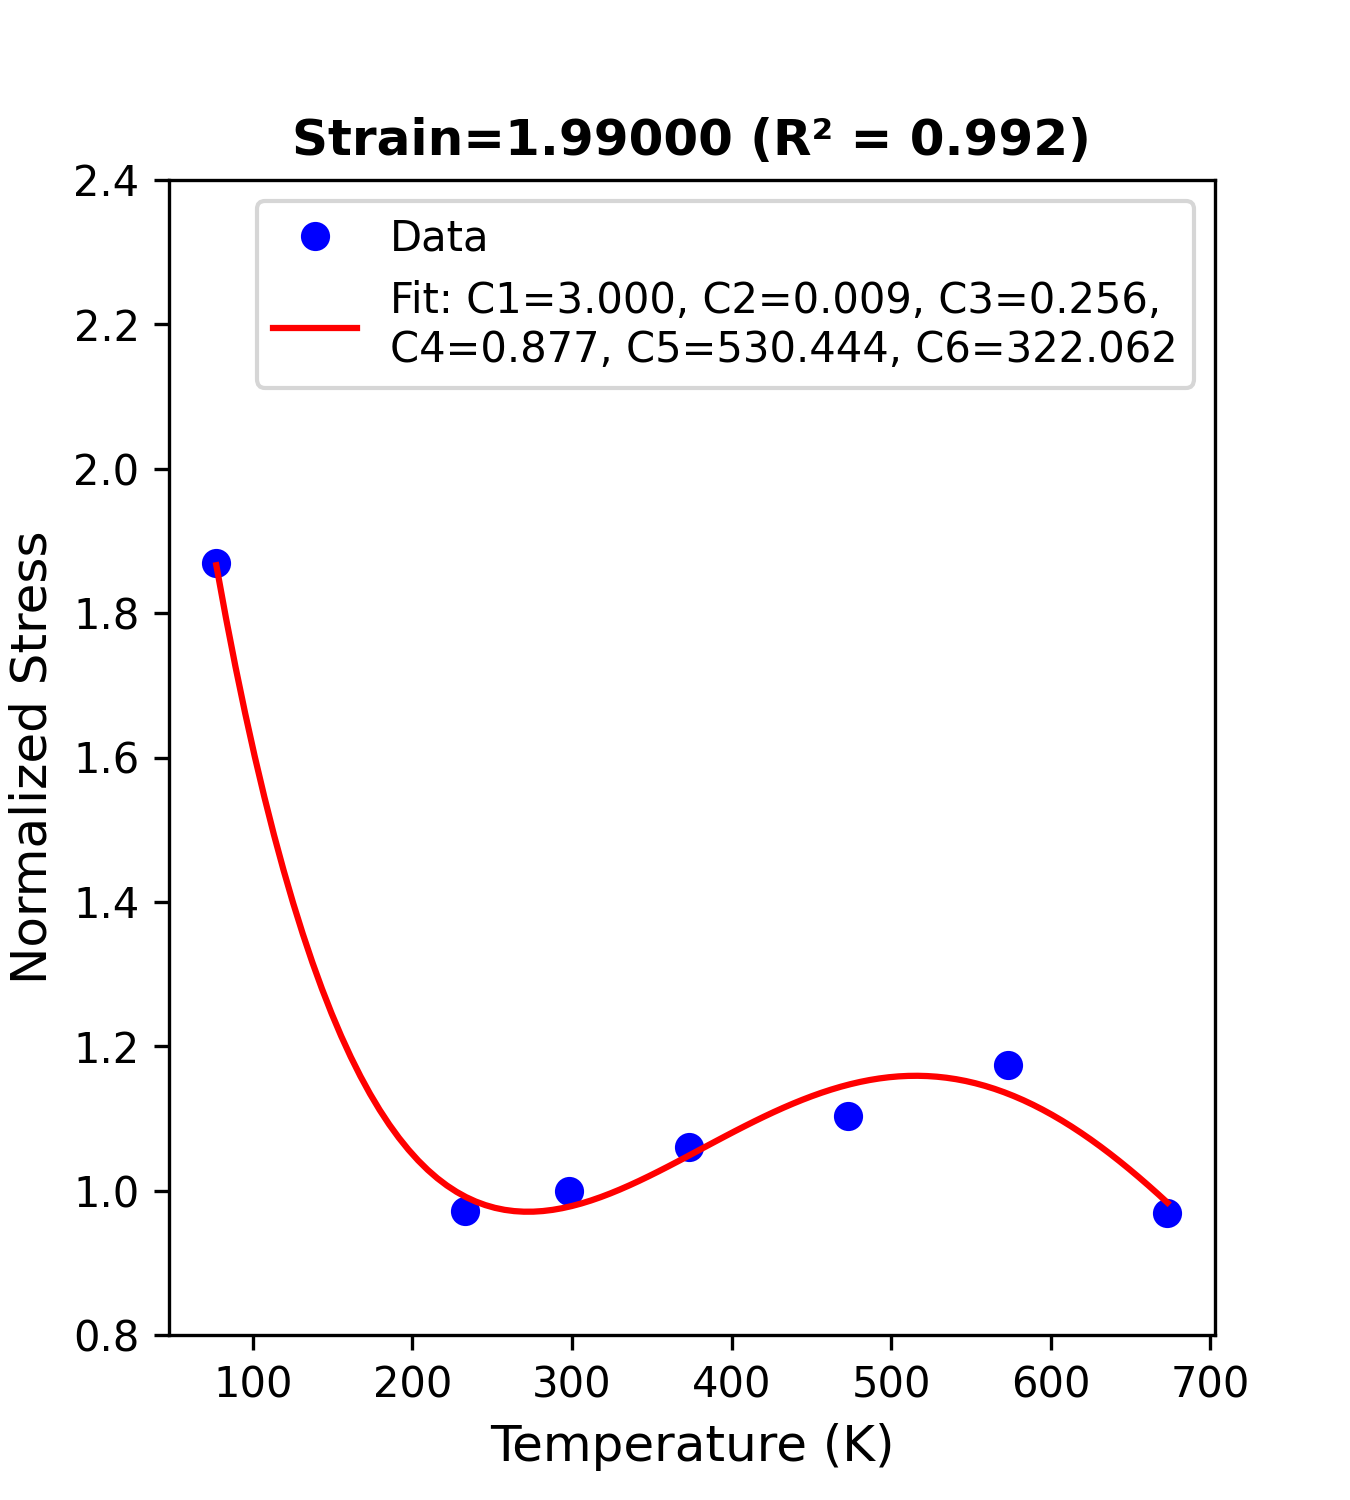 Strain=1.99000 (R² = 0.992)
2.4
2.2
2.0
1.8
1.6
1.4
1.2
1.0
0.8
Normalized Stress
Data
Fit: C1=3.000, C2=0.009, C3=0.256,
C4=0.877, C5=530.444, C6=322.062
100 200 300 400 500 600 700
Temperature (K)